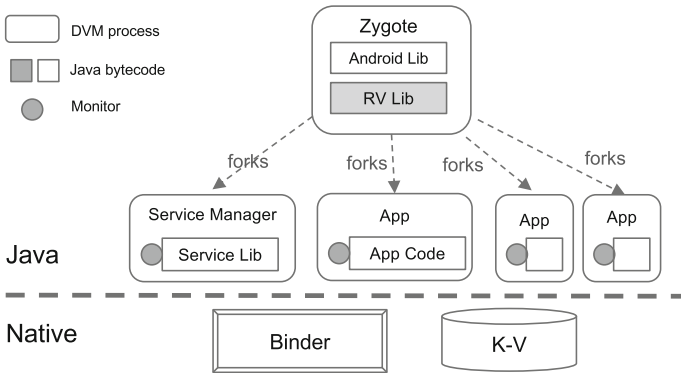 DVM process
Java bytecode
Monitor
Zygote
Android Lib
RV Lib
forks
forks
forks
forks
Service Manager
Service Lib
App
App Code
App
App
Java
Native
Binder
K-V